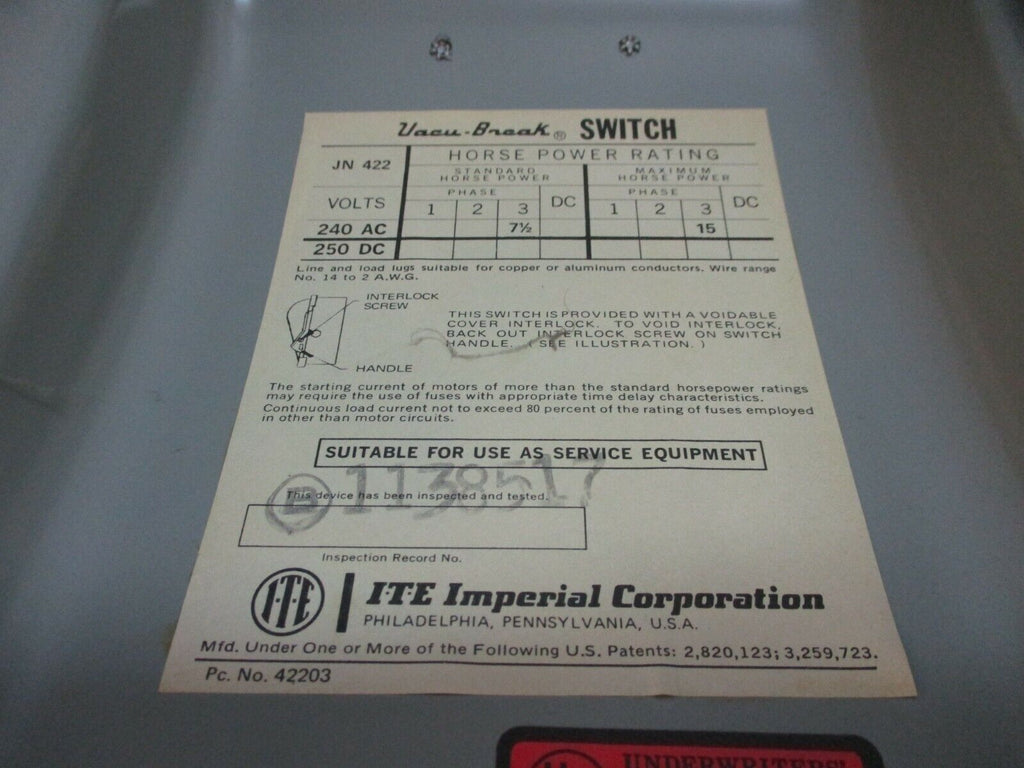 Vacu-Break® SWITCH
JN 422
HORSE POWER RATING
STANDARD HORSE POWER
MAXIMUM HORSE POWER
VOLTS
PHASE
DC
PHASE
DC
1 2 3
1 2 3
240 AC 7½ 15
250 DC
Line and load lugs suitable for copper or aluminum conductors. Wire range
No. 14 to 2 A.W.G.
INTERLOCK
SCREW
HANDLE
THIS SWITCH IS PROVIDED WITH A VOIDABLE
COVER INTERLOCK. TO VOID INTERLOCK,
BACK OUT INTERLOCK SCREW ON SWITCH
HANDLE. (SEE ILLUSTRATION.)
The starting current of motors of more than the standard horsepower ratings
may require the use of fuses with appropriate time delay characteristics.
Continuous load current not to exceed 80 percent of the rating of fuses employed
in other than motor circuits.
SUITABLE FOR USE AS SERVICE EQUIPMENT
B 1138517
This device has been inspected and tested.
Inspection Record No.
I-T-E
I-T-E Imperial Corporation
PHILADELPHIA, PENNSYLVANIA, U.S.A.
Mfd. Under One or More of the Following U.S. Patents: 2,820,123; 3,259,723.
Pc. No. 42203
UNDERWRITERS'